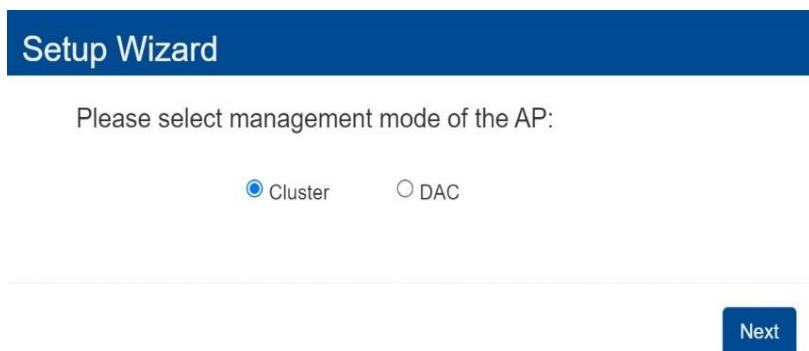 Setup Wizard
Please select management mode of the AP:
Cluster DAC
Next